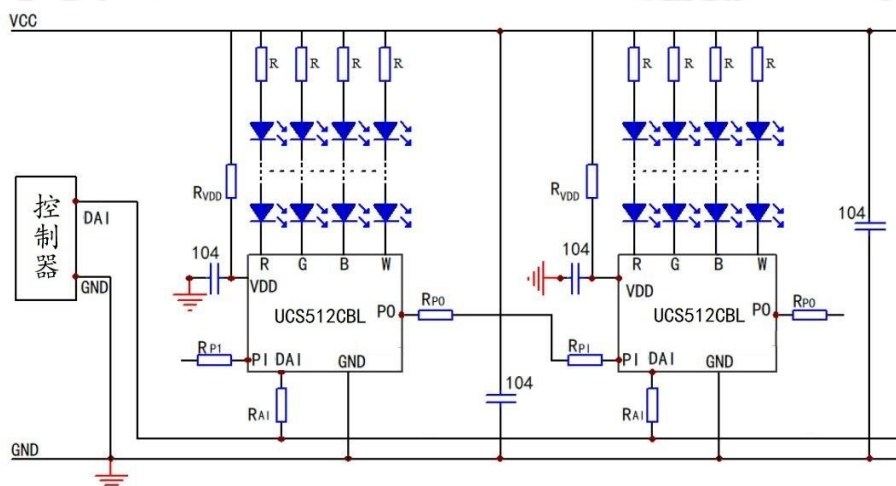 VCC
R R R R R R R R
RVDD RVDD
控制器
DAI
104 104 104
GND
R G B W R G B W
VDD VDD
UCS512CBL PO RPO UCS512CBL PO RPO
RP1 PI DAI GND RPI PI DAI GND
104
RAI RAI
GND